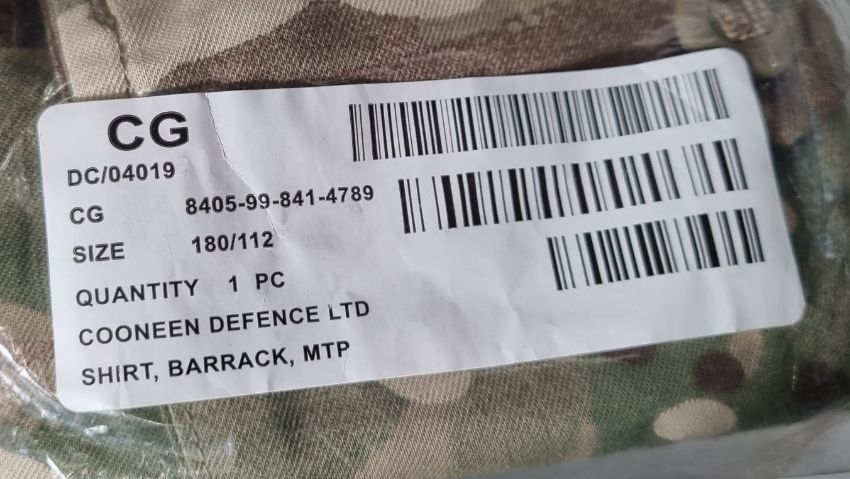 CG
DC/04019
CG 8405-99-841-4789
SIZE 180/112
QUANTITY 1 PC
COONEEN DEFENCE LTD
SHIRT, BARRACK, MTP